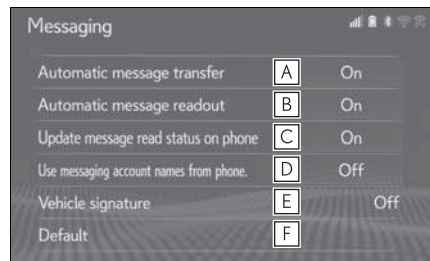 Messaging
Automatic message transfer A On
Automatic message readout B On
Update message read status on phone C On
Use messaging account names from phone. D Off
Vehicle signature E Off
Default F